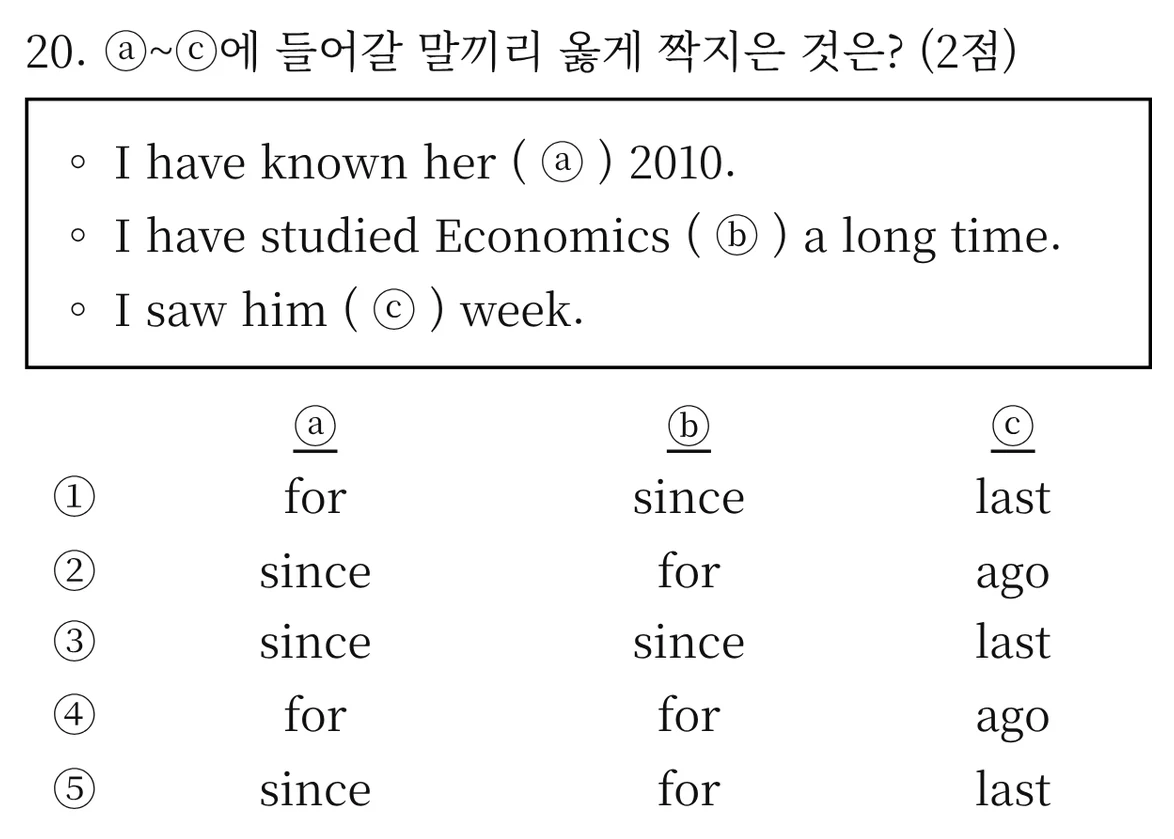 20. ⓐ~ⓒ에 들어갈 말끼리 옳게 짝지은 것은? (2점)
◦ I have known her ( ⓐ ) 2010.
◦ I have studied Economics ( ⓑ ) a long time.
◦ I saw him ( ⓒ ) week.
ⓐ ⓑ ⓒ
① for since last
② since for ago
③ since since last
④ for for ago
⑤ since for last